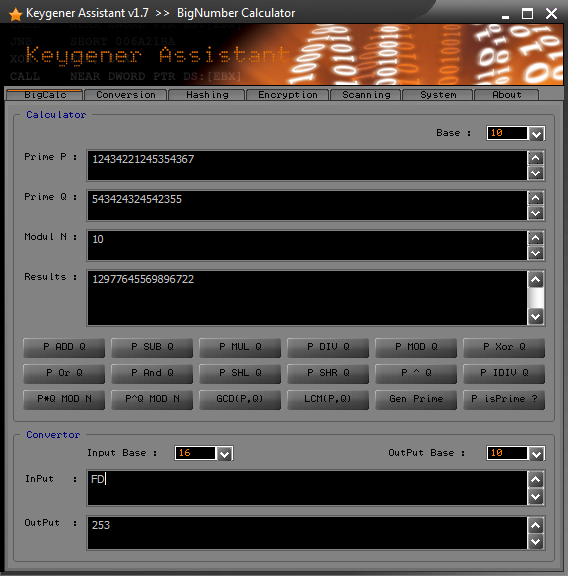 Keygener Assistant v1.7 >> BigNumber Calculator
JNB SHORT 006A21BA
Keygener Assistant
CALL NEAR DWORD PTR DS:[EBX]
BigCalc Conversion Hashing Encryption Scanning System About
Calculator
Base : 10
Prime P : 12434221245354367
Prime Q : 543424324542355
Modul N : 10
Results : 12977645569896722
P ADD Q P SUB Q P MUL Q P DIV Q P MOD Q P Xor Q
P Or Q P And Q P SHL Q P SHR Q P ^ Q P IDIV Q
P*Q MOD N P^Q MOD N GCD(P,Q) LCM(P,Q) Gen Prime P isPrime ?
Convertor
Input Base : 16 OutPut Base : 10
InPut : FD
OutPut : 253